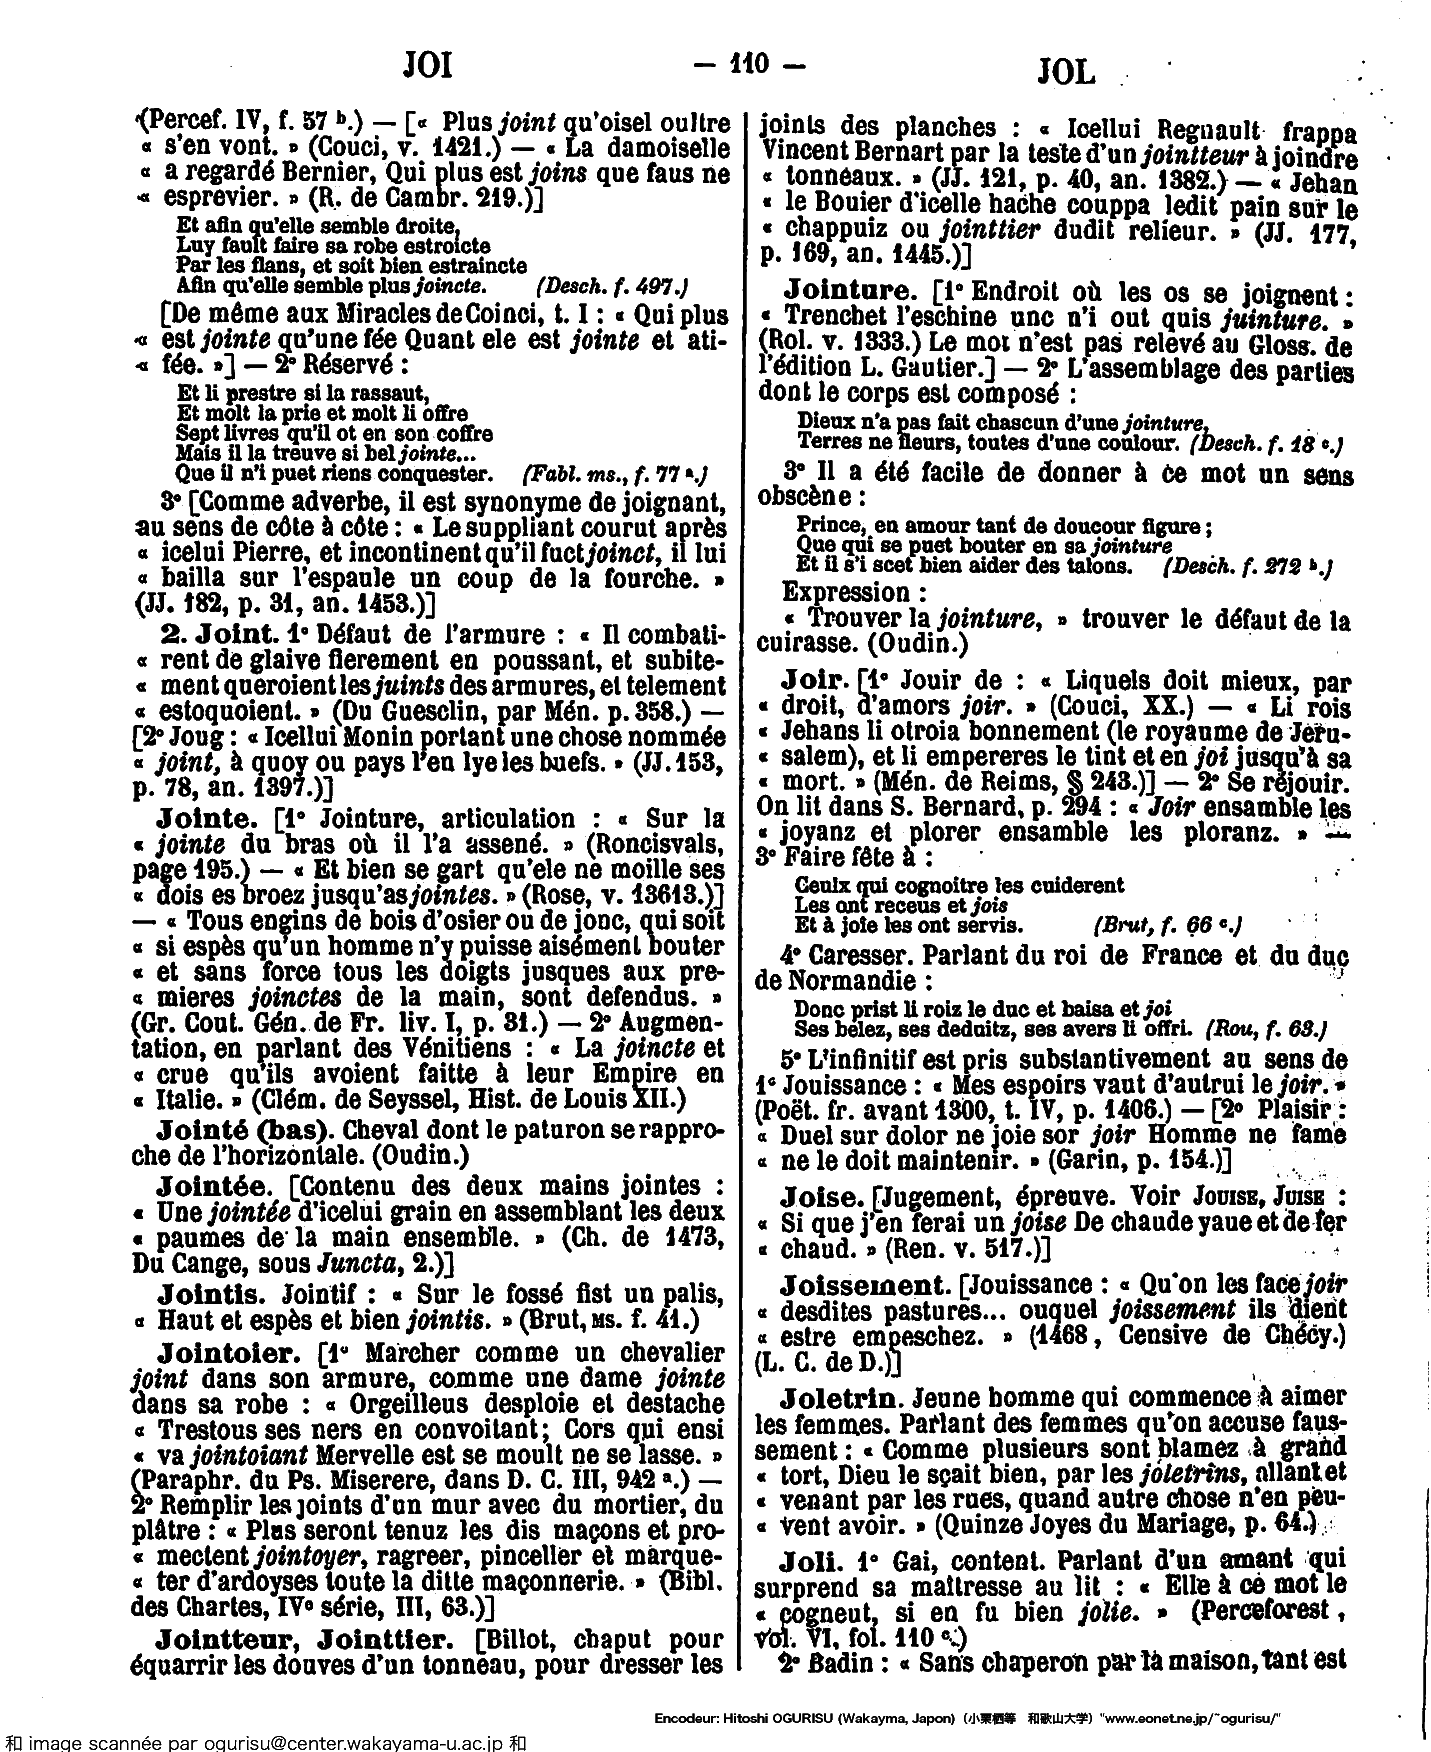 JOI
— 110 —
JOL
(Percef. IV, f. 57 b.) — [« Plus joint qu'oisel oultre
« s'en vont. » (Couci, v. 1421.) — « La damoiselle
« a regardé Bernier, Qui plus est joins que faus ne
« esprevier. » (R. de Cambr. 219.)]
Et afin qu'elle semble droite,
Luy fault faire sa robe estroicte
Par les flans, et soit bien estraincte
Afin qu'elle semble plus joincte. (Desch. f. 497.)
[De même aux Miracles de Coinci, t. I : « Qui plus
« est jointe qu'une fée Quant ele est jointe et ati-
« fée. »] — 2° Réservé :
Et li prestre si la rassaut,
Et molt la prie et molt li offre
Sept livres qu'il ot en son coffre
Mais il la treuve si bel jointe...
Que il n'i puet riens conquester. (Fabl. ms., f. 77 a.)
3° [Comme adverbe, il est synonyme de joignant,
au sens de côte à côte : « Le suppliant courut après
« icelui Pierre, et incontinent qu'il fuct joinct, il lui
« bailla sur l'espaule un coup de la fourche. »
(JJ. 182, p. 31, an. 1453.)]
2. Joint. 1° Défaut de l'armure : « Il combati-
« rent de glaive fierement en poussant, et subite-
« ment queroient les juints des armures, et telement
« estoquoient. » (Du Guesclin, par Mén. p. 358.) —
[2° Joug : « Icellui Monin portant une chose nommée
« joint, à quoy ou pays l'en lye les buefs. » (JJ. 153,
p. 78, an. 1397.)]
Jointe. [1° Jointure, articulation : « Sur la
« jointe du bras où il l'a assené. » (Roncisvals,
page 195.) — « Et bien se gart qu'ele ne moille ses
« dois es broez jusqu'as jointes. » (Rose, v. 13613.)]
— « Tous engins de bois d'osier ou de jonc, qui soit
« si espès qu'un homme n'y puisse aisément bouter
« et sans force tous les doigts jusques aux pre-
« mieres joinctes de la main, sont defendus. »
(Gr. Cout. Gén. de Fr. liv. I, p. 31.) — 2° Augmen-
tation, en parlant des Vénitiens : « La joincte et
« crue qu'ils avoient faitte à leur Empire en
« Italie. » (Clém. de Seyssel, Hist. de Louis XII.)
Jointé (bas). Cheval dont le paturon se rappro-
che de l'horizontale. (Oudin.)
Jointée. [Contenu des deux mains jointes :
« Une jointée d'icelui grain en assemblant les deux
« paumes de la main ensemble. » (Ch. de 1473,
Du Cange, sous Juncta, 2.)]
Jointis. Jointif : « Sur le fossé fist un palis,
« Haut et espès et bien jointis. » (Brut, MS. f. 41.)
Jointoier. [1° Marcher comme un chevalier
joint dans son armure, comme une dame jointe
dans sa robe : « Orgeilleus desploie et destache
« Trestous ses ners en convoitant; Cors qui ensi
« va jointoiant Mervelle est se moult ne se lasse. »
(Paraphr. du Ps. Miserere, dans D. C. III, 942 a.) —
2° Remplir les joints d'un mur avec du mortier, du
plâtre : « Plus seront tenuz les dis maçons et pro-
« mectent jointoyer, ragreer, pinceller et marque-
« ter d'ardoyses toute la ditte maçonnerie. » (Bibl.
des Chartes, IVe série, III, 63.)]
Jointteur, Jointtier. [Billot, chaput pour
équarrir les douves d'un tonneau, pour dresser les
joints des planches : « Icellui Regnault frappa
Vincent Bernart par la teste d'un jointteur à joindre
« tonneaux. » (JJ. 121, p. 40, an. 1382.) — « Jehan
« le Bouier d'icelle hache couppa ledit pain sur le
« chappuiz ou jointtier dudit relieur. » (JJ. 177,
p. 169, an. 1445.)]
Jointure. [1° Endroit où les os se joignent :
« Trenchet l'eschine unc n'i out quis juinture. »
(Rol. v. 1333.) Le mot n'est pas relevé au Gloss. de
l'édition L. Gautier.] — 2° L'assemblage des parties
dont le corps est composé :
Dieux n'a pas fait chascun d'une jointure,
Terres ne fleurs, toutes d'une coulour. (Desch. f. 18 c.)
3° Il a été facile de donner à ce mot un sens
obscène :
Prince, en amour tant de doucour figure ;
Que qui se puet bouter en sa jointure
Et il s'i scet bien aider des talons. (Desch. f. 272 b.)
Expression :
« Trouver la jointure, » trouver le défaut de la
cuirasse. (Oudin.)
Joir. [1° Jouir de : « Liquels doit mieux, par
« droit, d'amors joir. » (Couci, XX.) — « Li rois
« Jehans li otroia bonnement (le royaume de Jéru-
« salem), et li empereres le tint et en joi jusqu'à sa
« mort. » (Mén. de Reims, § 243.)] — 2° Se réjouir.
On lit dans S. Bernard, p. 294 : « Joir ensamble les
« joyanz et plorer ensamble les ploranz. » —
3° Faire fête à :
Ceulx qui cognoitre les cuiderent
Les ont receus et jois
Et à joie les ont servis. (Brut, f. 66 c.)
4° Caresser. Parlant du roi de France et du duc
de Normandie :
Donc prist li roiz le duc et baisa et joi
Ses belez, ses deduitz, ses avers li offri. (Rou, f. 63.)
5° L'infinitif est pris substantivement au sens de
1° Jouissance : « Mes espoirs vaut d'autrui le joir. »
(Poët. fr. avant 1300, t. IV, p. 1406.) — [2° Plaisir :
« Duel sur dolor ne joie sor joir Homme ne fame
« ne le doit maintenir. » (Garin, p. 154.)]
Joise. [Jugement, épreuve. Voir JOUISE, JUISE :
« Si que j'en ferai un joise De chaude yaue et de fer
« chaud. » (Ren. v. 517.)]
Joissement. [Jouissance : « Qu'on les face joir
« desdites pastures... ouquel joissement ils dient
« estre empeschez. » (1468, Censive de Chécy.)
(L. C. de D.)]
Joletrin. Jeune homme qui commence à aimer
les femmes. Parlant des femmes qu'on accuse faus-
sement : « Comme plusieurs sont blamez à grand
« tort, Dieu le sçait bien, par les joletrins, allant et
« venant par les rues, quand autre chose n'en peu-
« vent avoir. » (Quinze Joyes du Mariage, p. 64.)
Joli. 1° Gai, content. Parlant d'un amant qui
surprend sa maîtresse au lit : « Elle à ce mot le
« cogneut, si en fu bien jolie. » (Perceforest,
vol. VI, fol. 110 c.)
2° Badin : « Sans chaperon par la maison, tant est
Encodeur: Hitoshi OGURISU (Wakayma, Japon) (小栗栖等 和歌山大学) "www.eonet.ne.jp/~ogurisu/"
和 image scannée par ogurisu@center.wakayama-u.ac.jp 和